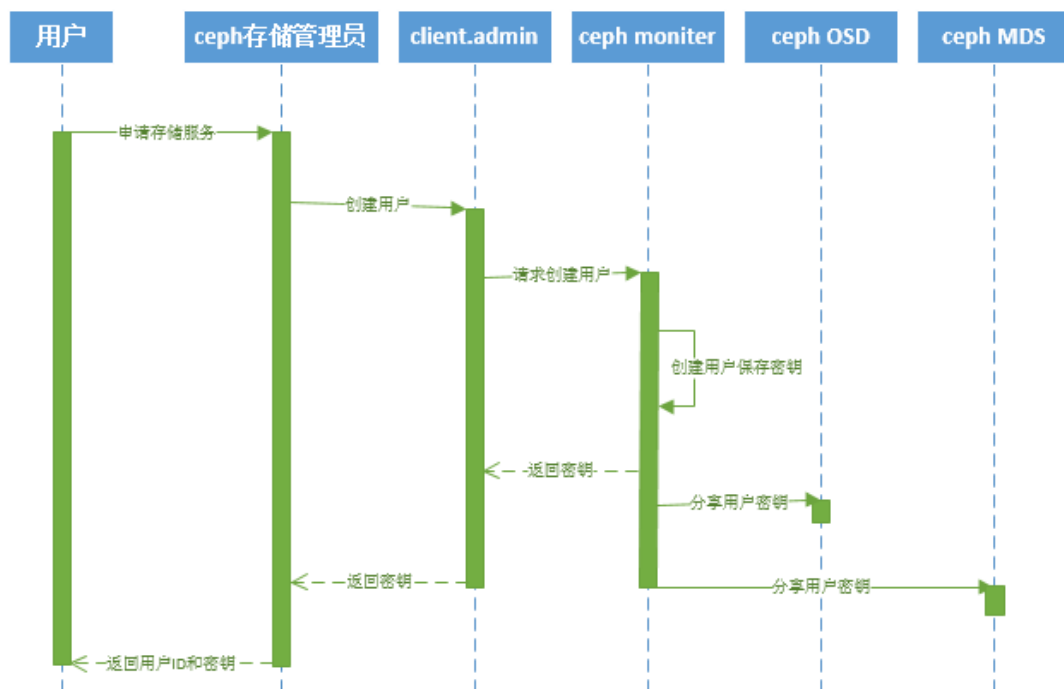 用户
ceph存储管理员
client.admin
ceph moniter
ceph OSD
ceph MDS
申请存储服务
创建用户
请求创建用户
创建用户保存密钥
返回密钥
分享用户密钥
返回密钥
分享用户密钥
返回用户ID和密钥